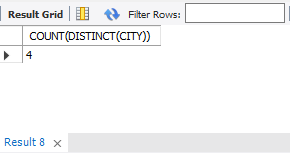 Result Grid Filter Rows:
COUNT(DISTINCT(CITY))
4
Result 8